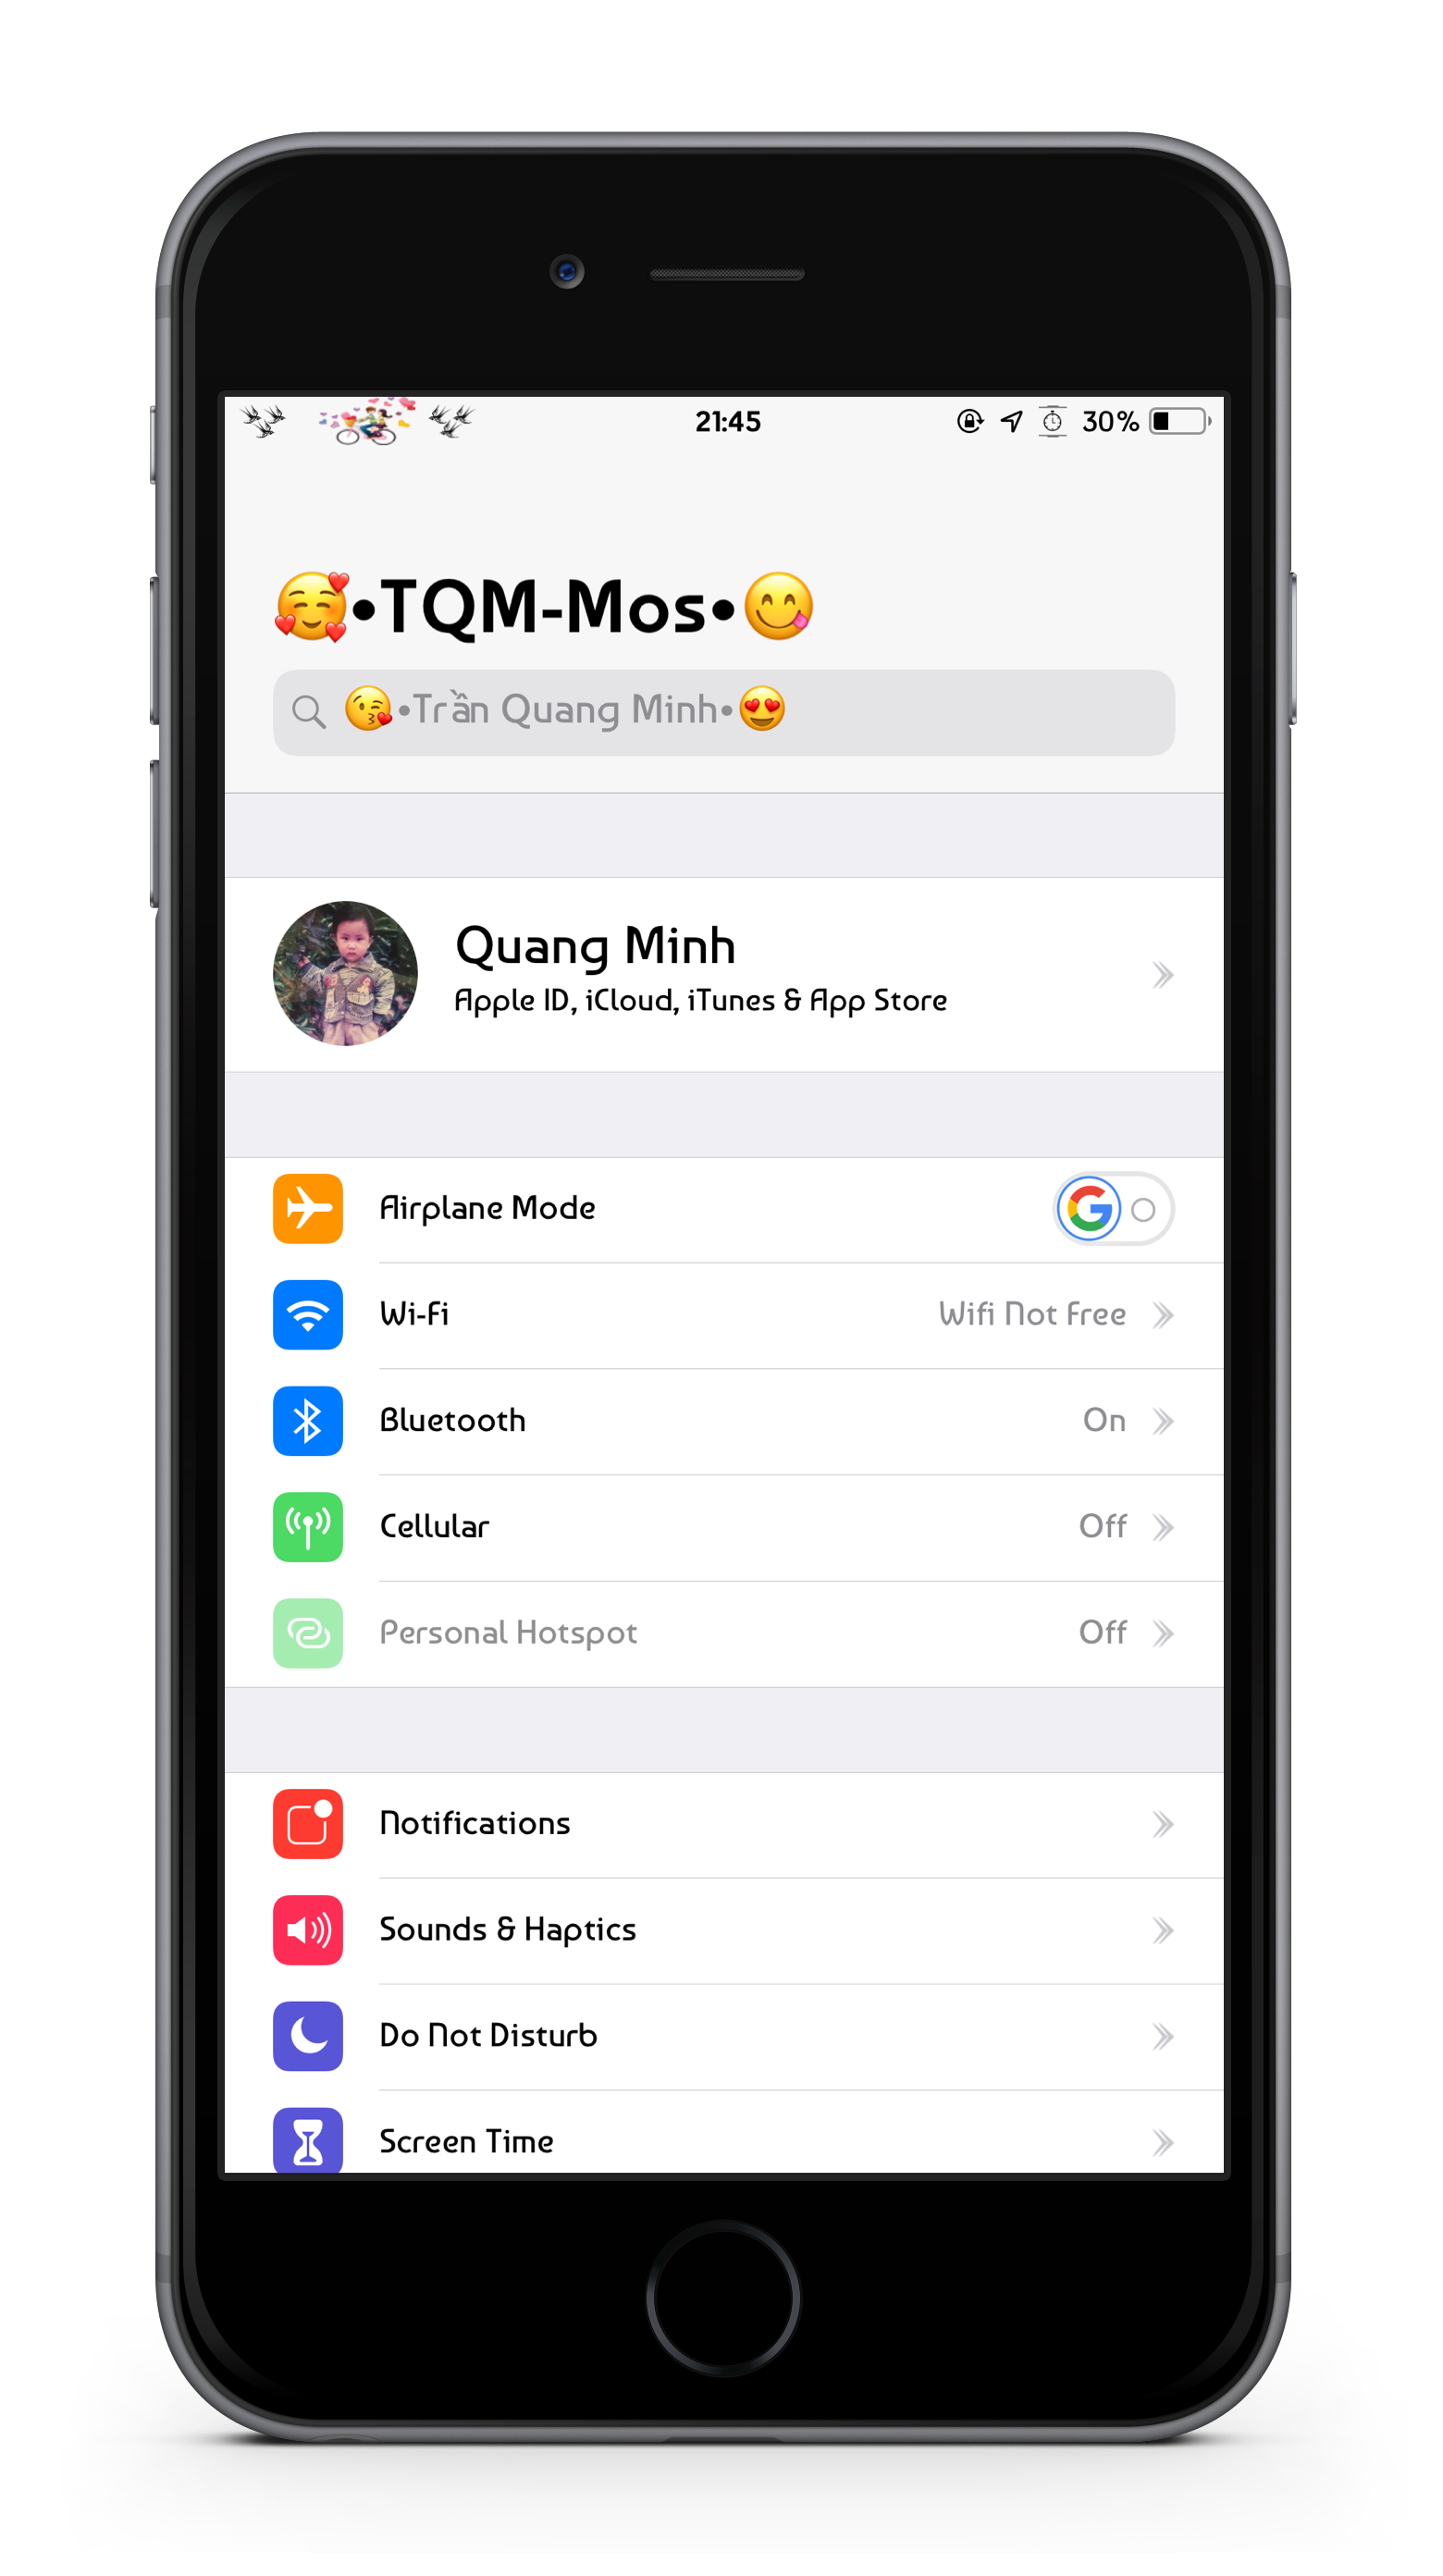 21:45 30%
🥰•TQM-Mos•😋
😘•Trần Quang Minh•😍
Quang Minh
Apple ID, iCloud, iTunes & App Store
Airplane Mode
Wi-Fi Wifi Not Free
Bluetooth On
Cellular Off
Personal Hotspot Off
Notifications
Sounds & Haptics
Do Not Disturb
Screen Time